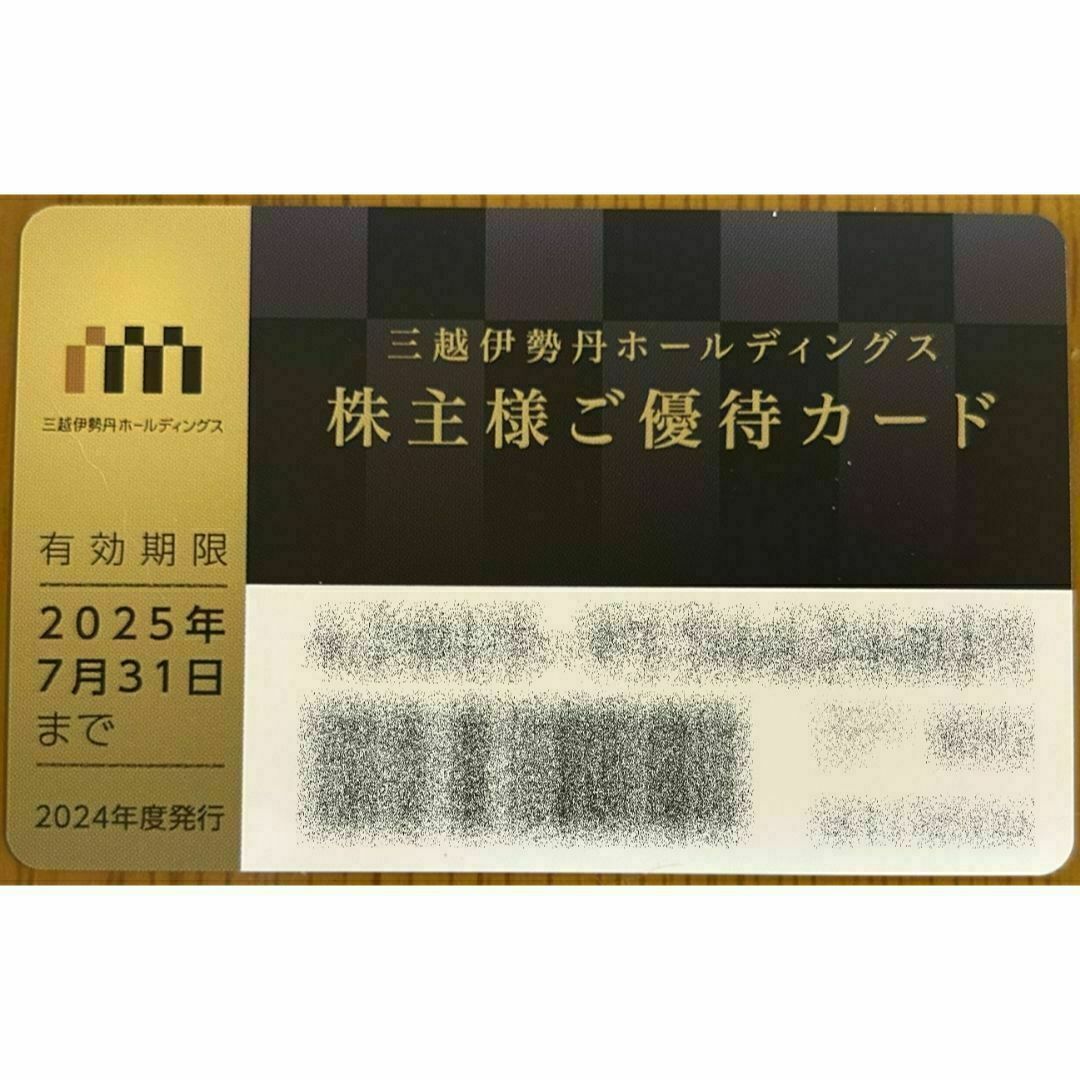 三越伊勢丹ホールディングス
有効期限
2025年
7月31日
まで
2024年度発行
三越伊勢丹ホールディングス
株主様ご優待カード